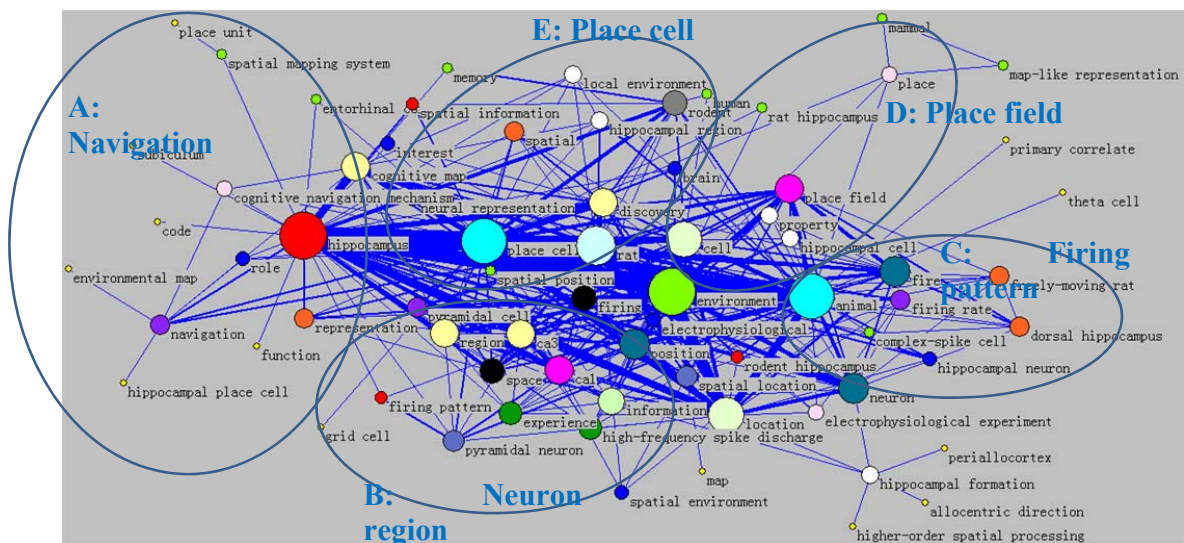 place unit
mammal
E: Place cell
spatial mapping system
memory
local environment
place
map-like representation
A:
Navigation
entorhinal
spatial information
human
rodent
rat hippocampus
D: Place field
hippocampal region
spatial
interest
primary correlate
subiculum
cognitive map
brain
cognitive navigation mechanism
place field
theta cell
neural representation
discovery
property
code
hippocampus
place cell
rat
cell
hippocampal cell
C: Firing
pattern
environmental map
role
spatial position
fire
freely-moving rat
firing
environment
animal
firing rate
pyramidal cell
navigation
representation
electrophysiological
complex-spike cell
dorsal hippocampus
function
region
ca3
position
rodent hippocampus
hippocampal neuron
hippocampal place cell
space
ca1
spatial location
neuron
firing pattern
experience
information
location
electrophysiological experiment
grid cell
pyramidal neuron
high-frequency spike discharge
periallocortex
map
hippocampal formation
B: Neuron
region
spatial environment
allocentric direction
higher-order spatial processing